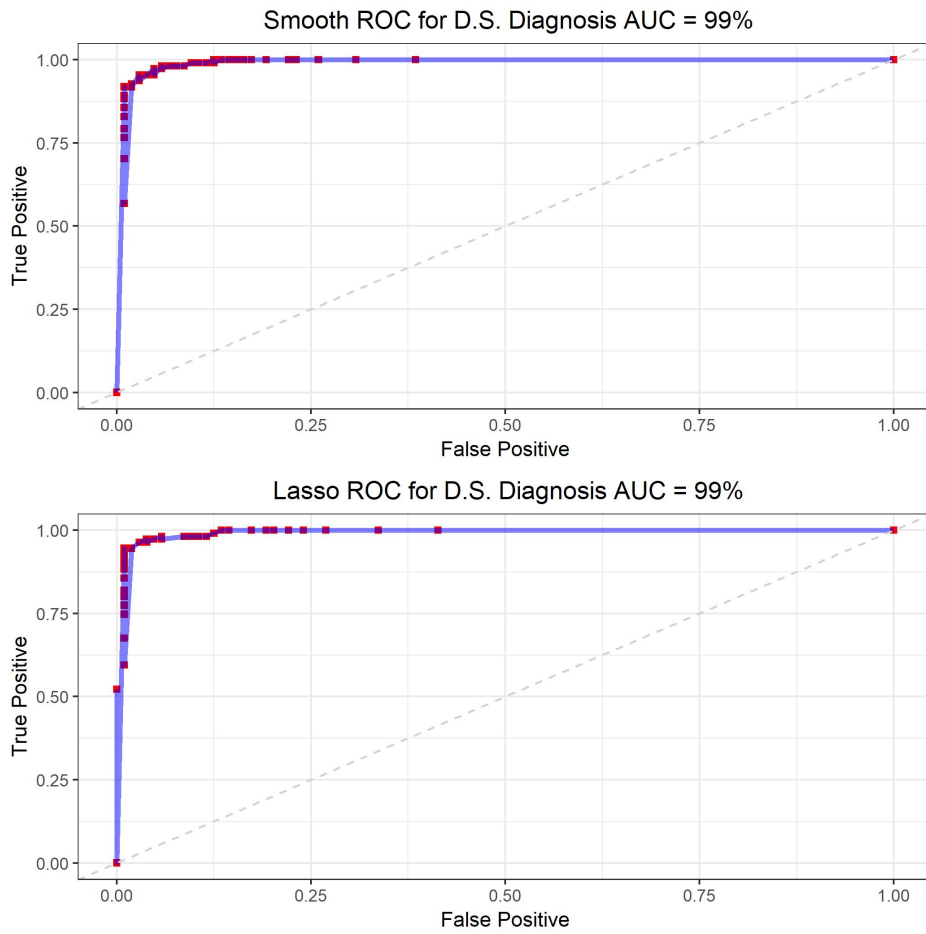 Smooth ROC for D.S. Diagnosis AUC = 99%
1.00
0.75
0.50
0.25
0.00
True Positive
0.00 0.25 0.50 0.75 1.00
False Positive
Lasso ROC for D.S. Diagnosis AUC = 99%
1.00
0.75
0.50
0.25
0.00
True Positive
0.00 0.25 0.50 0.75 1.00
False Positive